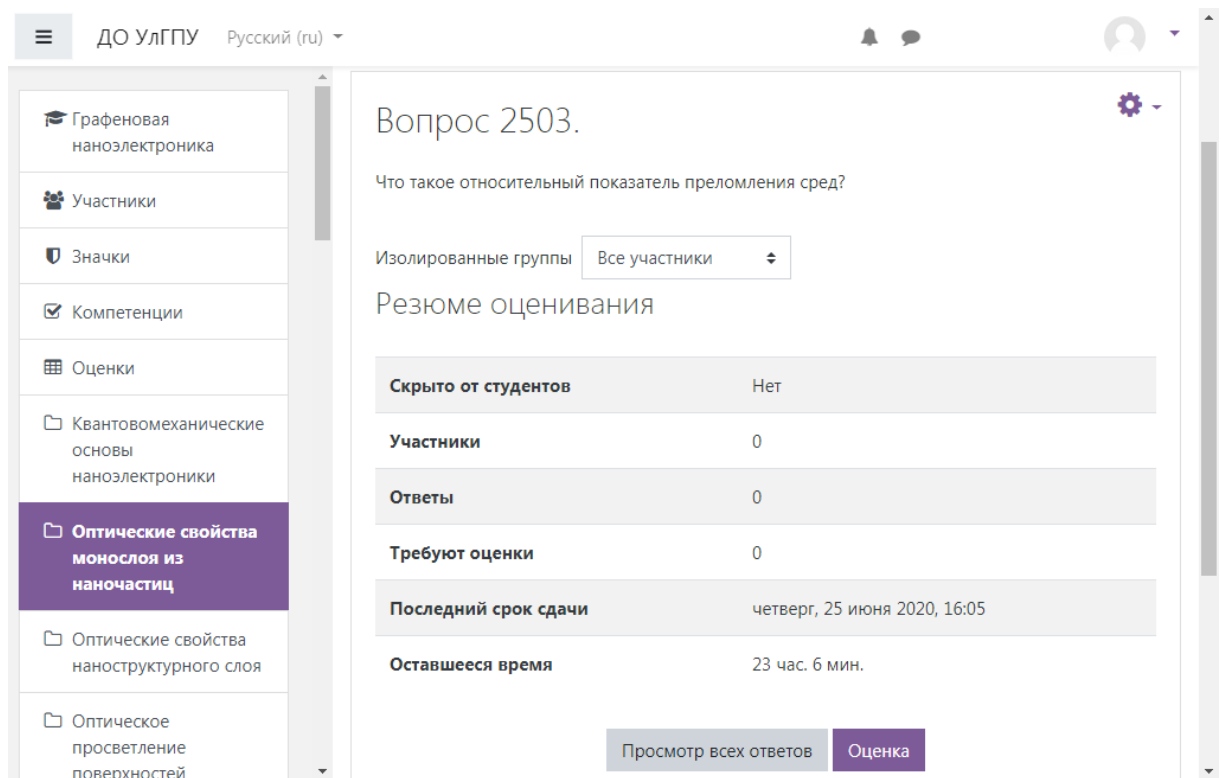 ДО УлГПУ Русский (ru)
Графеновая
наноэлектроника
Участники
Значки
Компетенции
Оценки
Квантовомеханические
основы
наноэлектроники
Оптические свойства
монослоя из
наночастиц
Оптические свойства
наноструктурного слоя
Оптическое
просветление
поверхностей
Вопрос 2503.
Что такое относительный показатель преломления сред?
Изолированные группы Все участники
Резюме оценивания
Скрыто от студентов Нет
Участники 0
Ответы 0
Требуют оценки 0
Последний срок сдачи четверг, 25 июня 2020, 16:05
Оставшееся время 23 час. 6 мин.
Просмотр всех ответов Оценка